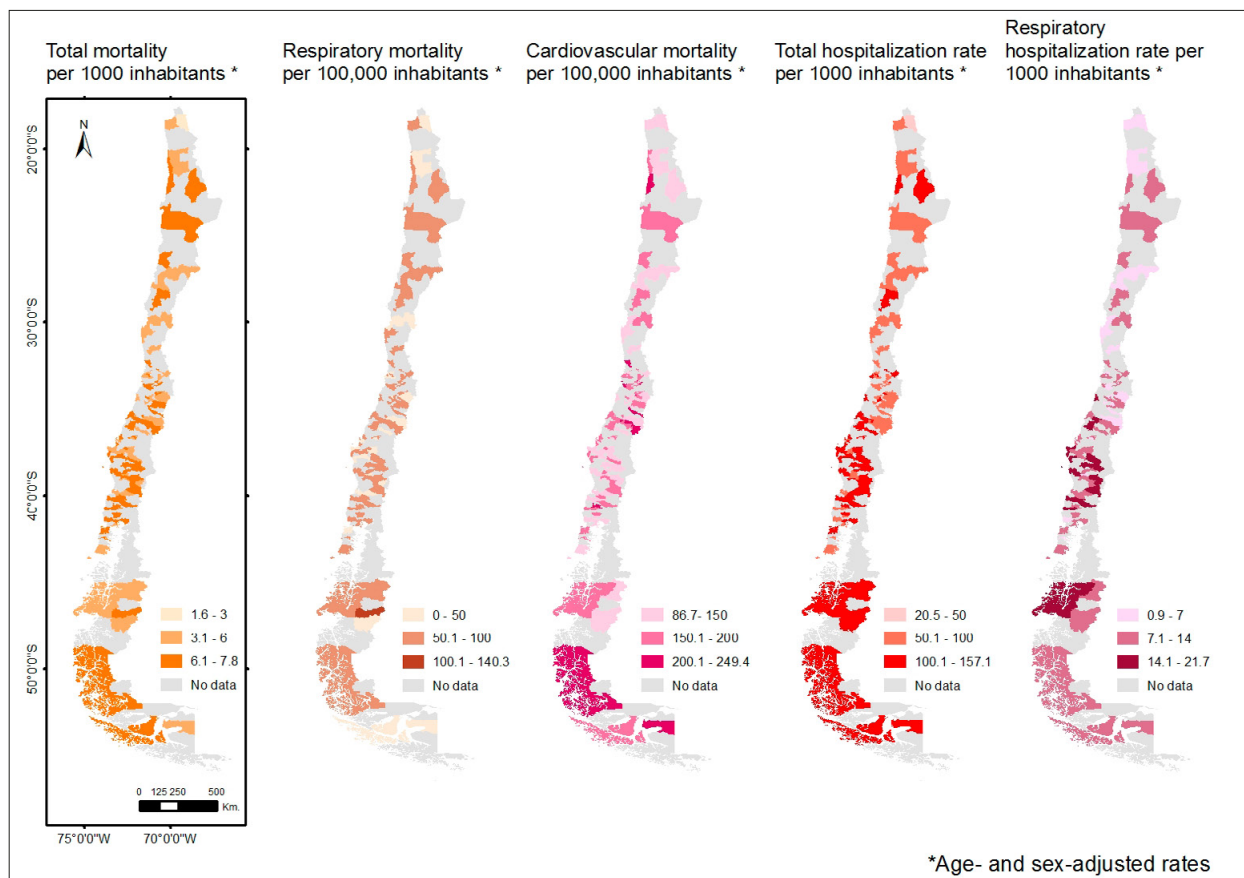 Total mortality
per 1000 inhabitants *
Respiratory mortality
per 100,000 inhabitants *
Cardiovascular mortality
per 100,000 inhabitants *
Total hospitalization rate
per 1000 inhabitants *
Respiratory
hospitalization rate per
1000 inhabitants *
N
20°0'0"S
30°0'0"S
40°0'0"S
50°0'0"S
1.6 - 3
3.1 - 6
6.1 - 7.8
No data
0 - 50
50.1 - 100
100.1 - 140.3
No data
86.7- 150
150.1 - 200
200.1 - 249.4
No data
20.5 - 50
50.1 - 100
100.1 - 157.1
No data
0.9 - 7
7.1 - 14
14.1 - 21.7
No data
0 125 250 500
Km.
75°0'0"W 70°0'0"W
*Age- and sex-adjusted rates